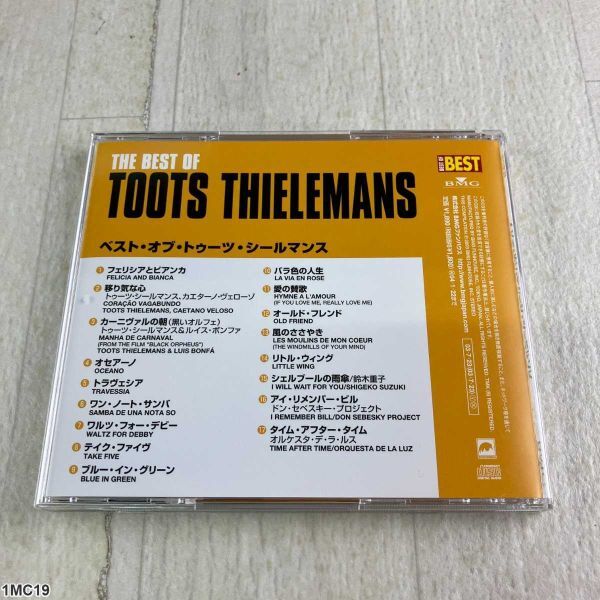 THE BEST OF
TOOTS THIELEMANS
ベスト・オブ・トゥーツ・シールマンス
BEST
BMG
1 フェリシアとビアンカ
FELICIA AND BIANCA
2 移り気な心
トゥーツ・シールマンス、カエターノ・ヴェローゾ
CORAÇÃO VAGABUNDO
TOOTS THIELEMANS, CAETANO VELOSO
3 カーニヴァルの朝(黒いオルフェ)
トゥーツ・シールマンス&ルイス・ボンファ
MANHA DE CARNAVAL
(FROM THE FILM "BLACK ORPHEUS")
TOOTS THIELEMANS & LUIS BONFÁ
4 オセアーノ
OCEANO
5 トラヴェシア
TRAVESSIA
6 ワン・ノート・サンバ
SAMBA DE UNA NOTA SO
7 ワルツ・フォー・デビー
WALTZ FOR DEBBY
8 テイク・ファイヴ
TAKE FIVE
9 ブルー・イン・グリーン
BLUE IN GREEN
10 バラ色の人生
LA VIA EN ROSE
11 愛の賛歌
HYMNE A L'AMOUR
(IF YOU LOVE ME, REALLY LOVE ME)
12 オールド・フレンド
OLD FRIEND
13 風のささやき
LES MOULINS DE MON COEUR
(THE WINDMILLS OF YOUR MIND)
14 リトル・ウィング
LITTLE WING
15 シェルブールの雨傘/鈴木重子
I WILL WAIT FOR YOU/SHIGEKO SUZUKI
16 アイ・リメンバー・ビル
ドン・セベスキー・プロジェクト
I REMEMBER BILL/DON SEBESKY PROJECT
17 タイム・アフター・タイム
オルケスタ・デ・ラ・ルス
TIME AFTER TIME/ORQUESTA DE LA LUZ
1MC19